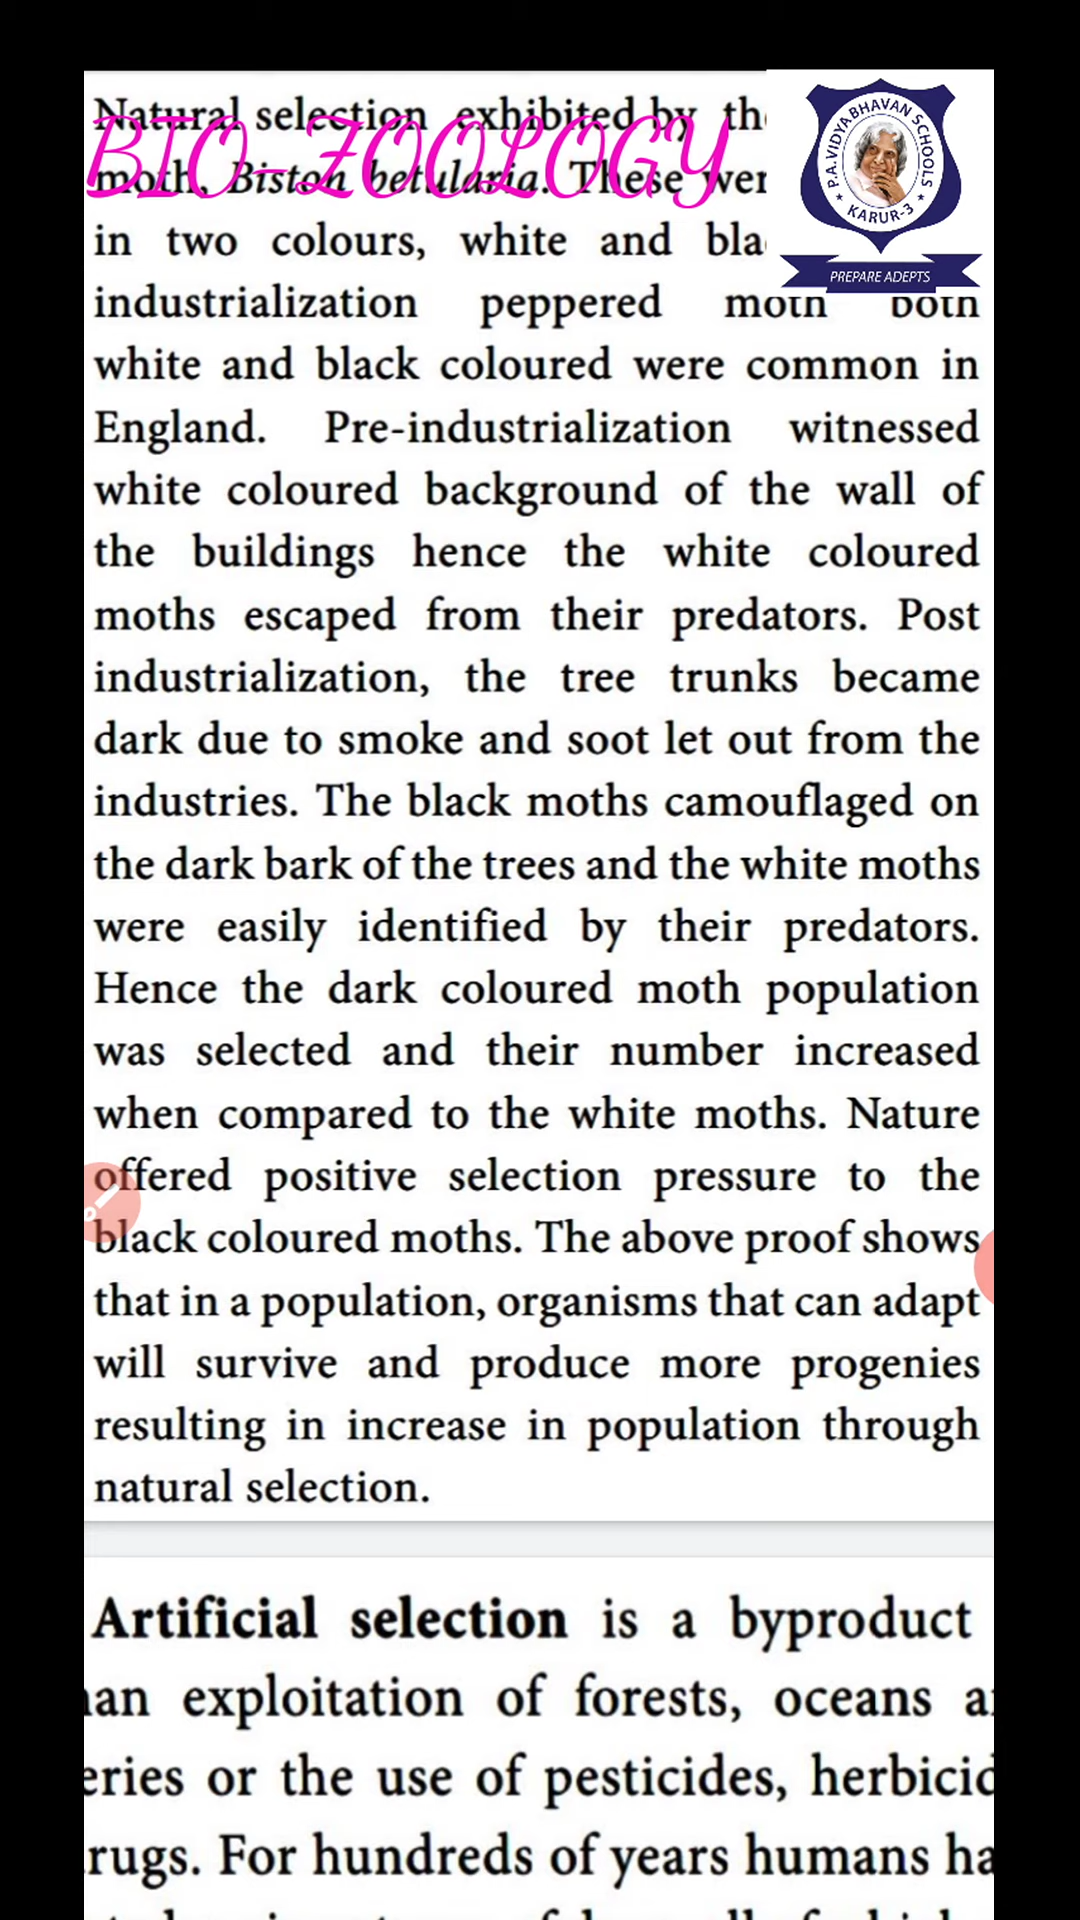 BIO-ZOOLOGY
P.A. VIDYA BHAVAN SCHOOLS
KARUR-3
PREPARE ADEPTS
Natural selection exhibited by
moth, Biston betularia. These
in two colours, white and
industrialization peppered moth both
white and black coloured were common in
England. Pre-industrialization witnessed
white coloured background of the wall of
the buildings hence the white coloured
moths escaped from their predators. Post
industrialization, the tree trunks became
dark due to smoke and soot let out from the
industries. The black moths camouflaged on
the dark bark of the trees and the white moths
were easily identified by their predators.
Hence the dark coloured moth population
was selected and their number increased
when compared to the white moths. Nature
offered positive selection pressure to the
black coloured moths. The above proof shows
that in a population, organisms that can adapt
will survive and produce more progenies
resulting in increase in population through
natural selection.
Artificial selection is a byproduct
exploitation of forests, oceans
or the use of pesticides,
For hundreds of years humans